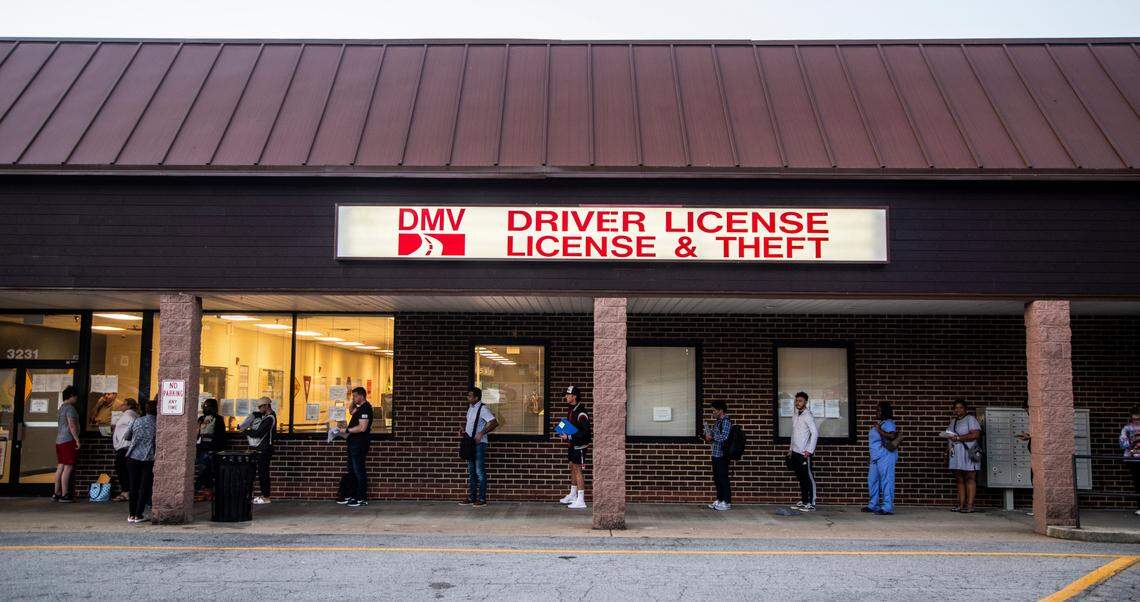 DMV
DRIVER LICENSE
LICENSE & THEFT
3231
NO
PARKING
ANY
TIME